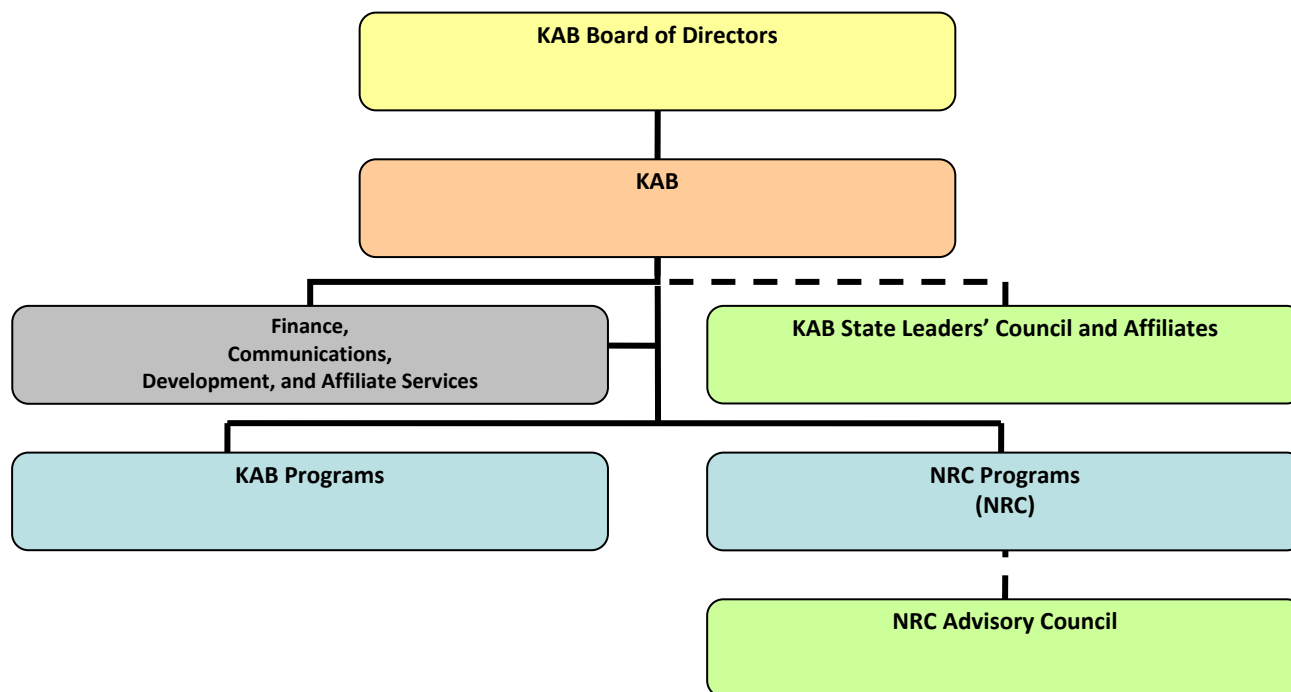 KAB Board of Directors
KAB
Finance,
Communications,
Development, and Affiliate Services
KAB State Leaders’ Council and Affiliates
KAB Programs
NRC Programs
(NRC)
NRC Advisory Council